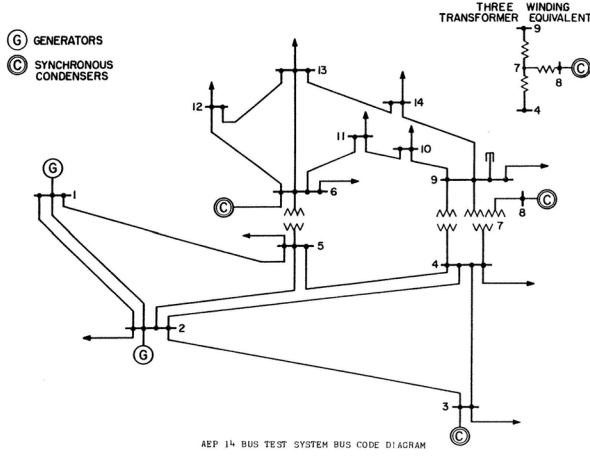 THREE WINDING
TRANSFORMER EQUIVALENT
9
7
8
C
4
G GENERATORS
C SYNCHRONOUS
CONDENSERS
13
12
14
11
10
G
1
6
9
C
8
C
7
5
4
2
G
3
C
AEP 14 BUS TEST SYSTEM BUS CODE DIAGRAM